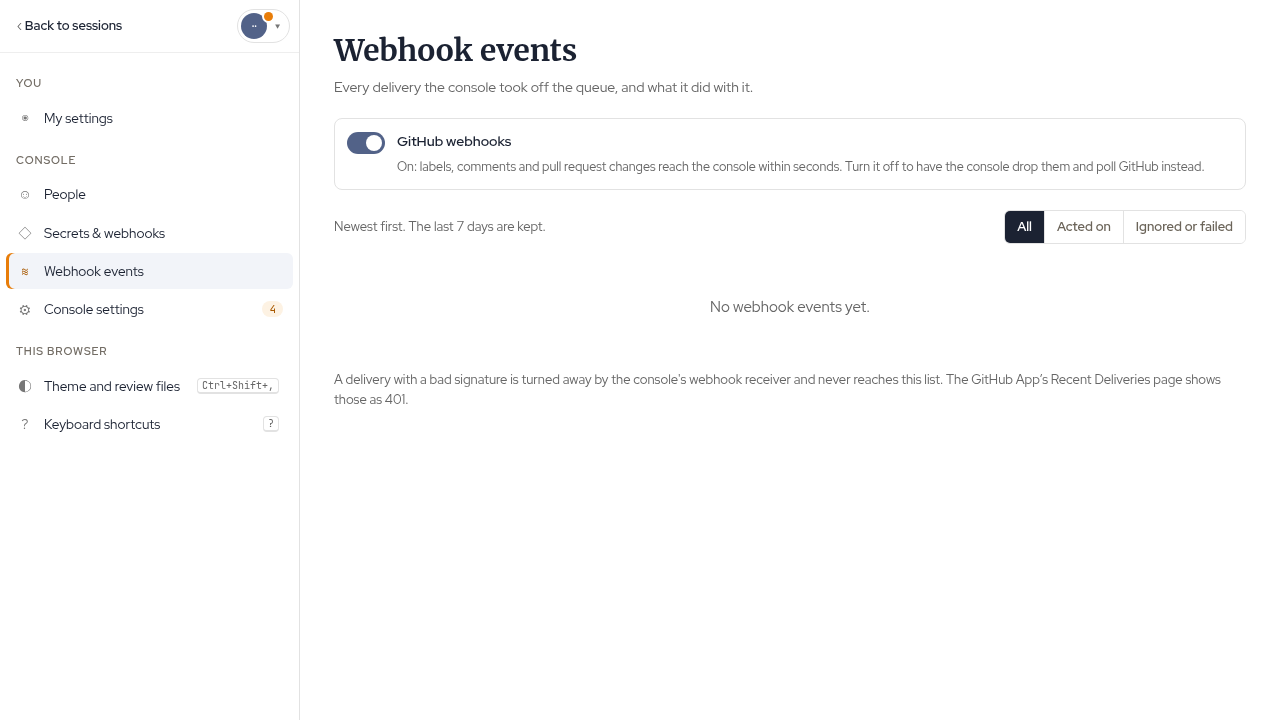 ‹ Back to sessions
YOU
My settings
CONSOLE
People
Secrets & webhooks
Webhook events
Console settings 4
THIS BROWSER
Theme and review files Ctrl+Shift+,
? Keyboard shortcuts ?
Webhook events
Every delivery the console took off the queue, and what it did with it.
GitHub webhooks
On: labels, comments and pull request changes reach the console within seconds. Turn it off to have the console drop them and poll GitHub instead.
Newest first. The last 7 days are kept.
All Acted on Ignored or failed
No webhook events yet.
A delivery with a bad signature is turned away by the console's webhook receiver and never reaches this list. The GitHub App's Recent Deliveries page shows
those as 401.